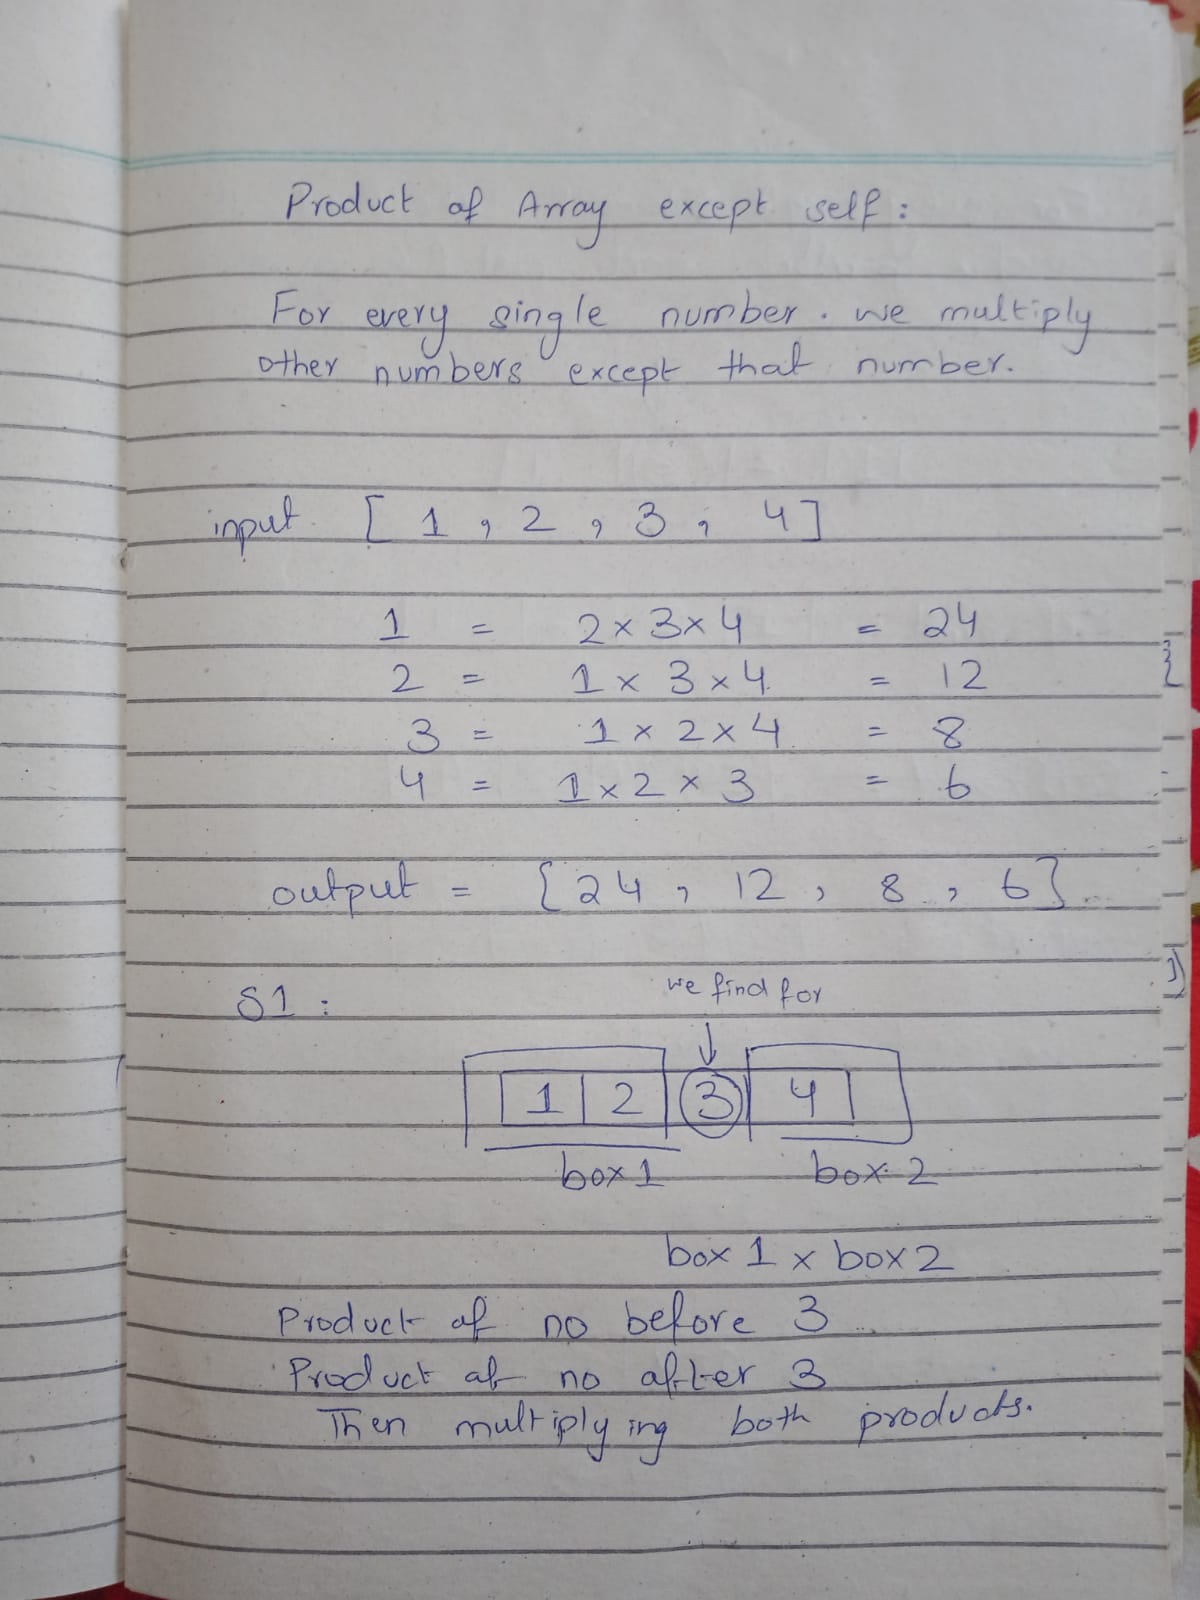 Product of Array except self :
For every single number. we multiply
other numbers except that number.
input [ 1 , 2 , 3 , 4 ]
1 = 2 × 3 × 4 = 24
2 = 1 × 3 × 4 = 12
3 = 1 × 2 × 4 = 8
4 = 1 × 2 × 3 = 6
output = [ 24 , 12 , 8 , 6 ]
S1 :
we find for
1 2 3 4
box 1 box 2
box 1 × box 2
Product of no before 3
Product of no after 3
Then multiplying both products.